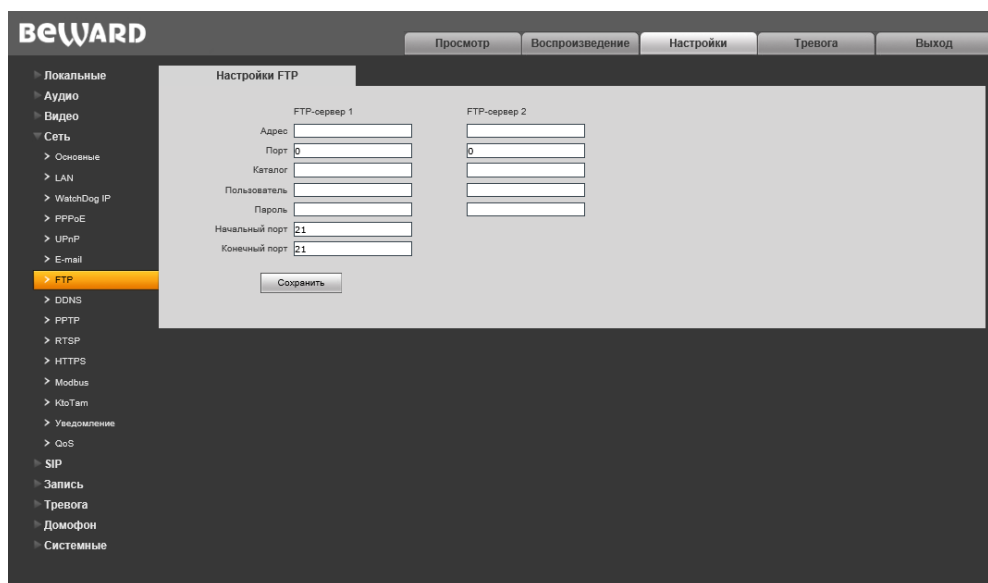 BEWARD
Просмотр Воспроизведение Настройки Тревога Выход
Локальные
Аудио
Видео
Сеть
Основные
LAN
WatchDog IP
PPPoE
UPnP
E-mail
FTP
DDNS
PPTP
RTSP
HTTPS
Modbus
KtoTam
Уведомление
QoS
SIP
Запись
Тревога
Домофон
Системные
Настройки FTP
FTP-сервер 1 FTP-сервер 2
Адрес
Порт 0 0
Каталог
Пользователь
Пароль
Начальный порт 21
Конечный порт 21
Сохранить